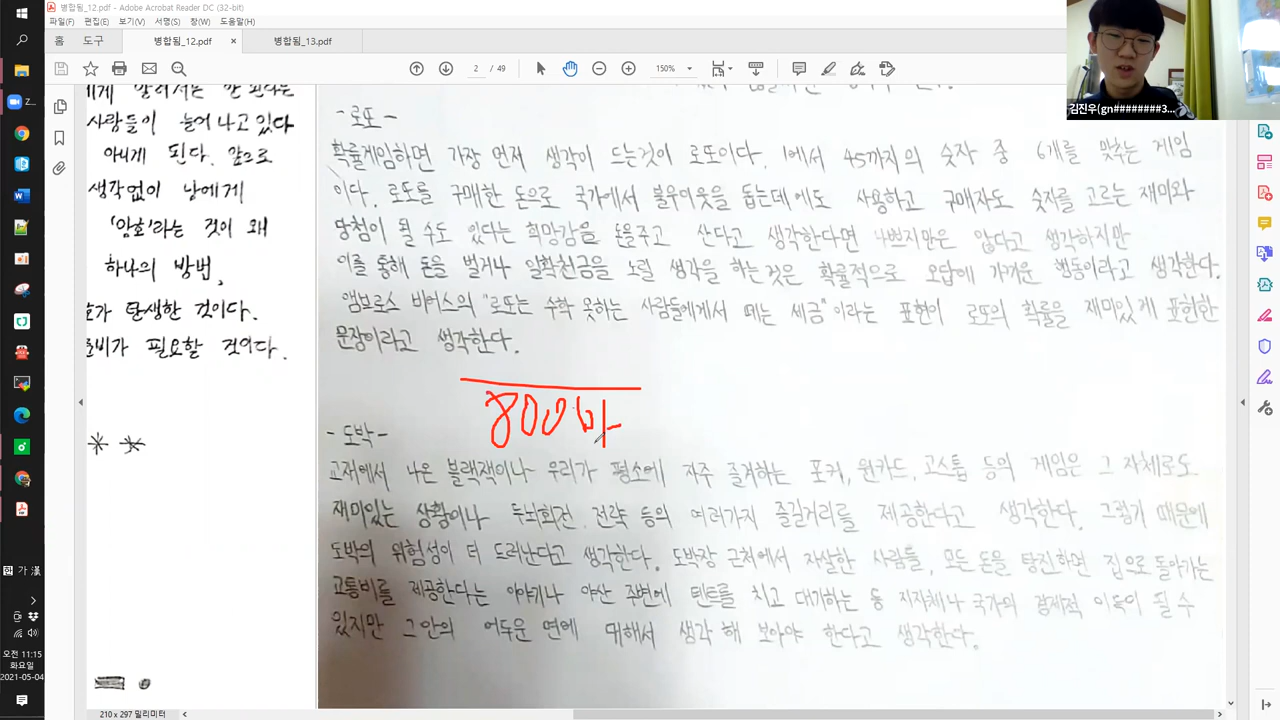 병합됨_12.pdf - Adobe Acrobat Reader DC (32-bit)
파일(F) 편집(E) 보기(V) 서명(S) 창(W) 도움말(H)
홈 도구 병합됨_12.pdf × 병합됨_13.pdf
2 / 49 150%
김진우(gn########3...
사람들이 늘어나고 있다
아니게 된다. 앞으로
생각없이 남에게
'암호'라는 것이 왜
하나의 방법,
탄생한 것이다.
필요할 것이다.
- 로또 -
확률게임하면 가장 먼저 생각이 드는것이 로또이다. 1에서 45까지의 숫자 중 6개를 맞추는 게임
이다. 로또를 구매한 돈으로 국가에서 불우이웃을 돕는데에도 사용하고 구매자도 숫자를 고르는 재미와
당첨이 될 수도 있다는 희망감을 돈을주고 산다고 생각한다면 나쁘지만은 않다고 생각하지만
이를 통해 돈을 벌거나 일확천금을 노릴 생각을 하는것은 확률적으로 오답에 가까운 행동이라고 생각한다.
앰브로스 비어스의 "로또는 수학 못하는 사람들에게서 떼는 세금"이라는 표현이 로또의 확률을 재미있게 표현한
문장이라고 생각한다.
800만
- 도박 -
교재에서 나온 블랙잭이나 우리가 평소에 자주 즐겨하는 포커, 원카드, 고스톱 등의 게임은 그 자체로도
재미있는 상황이나 두뇌회전, 전략 등의 여러가지 즐길거리를 제공한다고 생각한다. 그렇기 때문에
도박의 위험성이 더 드러난다고 생각한다. 도박장 근처에서 자살한 사람들, 모든 돈을 탕진하면 집으로 돌아가는
교통비를 제공한다는 이야기나 야산 주변에 텐트를 치고 대기하는 등 지자체나 국가의 경제적 이득이 될 수
있지만 그 안의 어두운 면에 대해서 생각 해 보아야 한다고 생각한다.
Z...
한 가 漢
오전 11:15
화요일
2021-05-04
210 x 297 밀리미터